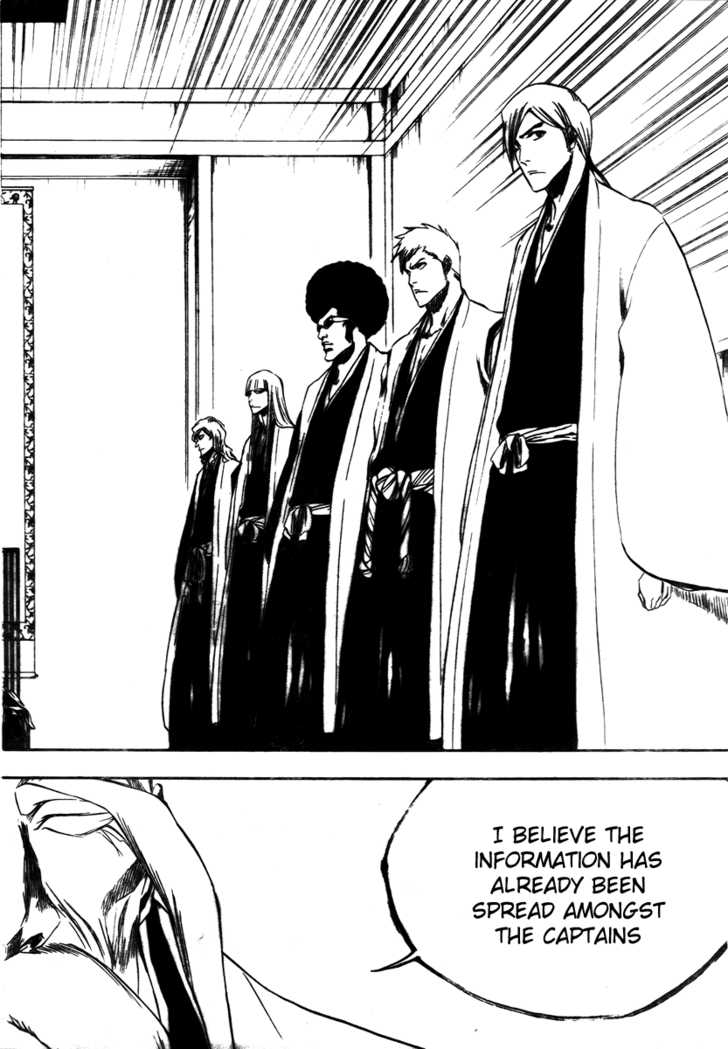 I BELIEVE THE
INFORMATION HAS
ALREADY BEEN
SPREAD AMONGST
THE CAPTAINS